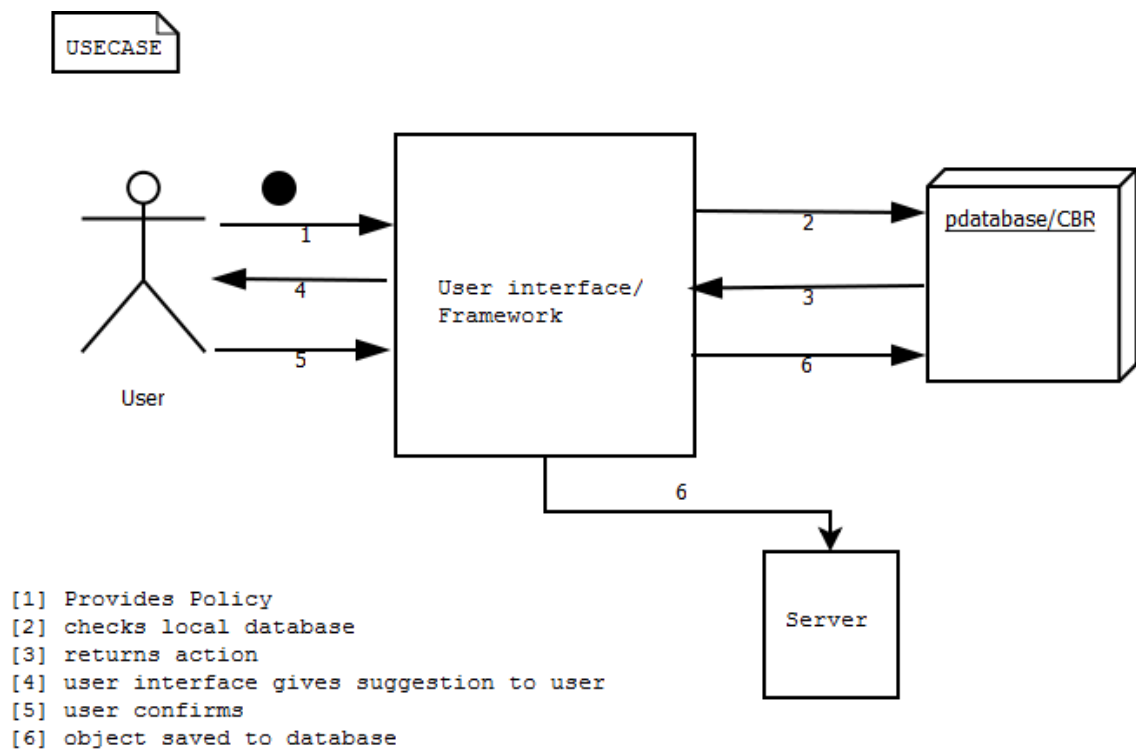 USECASE
1
2
pdatabase/CBR
4
User interface/
Framework
3
5
6
User
6
Server
[1] Provides Policy
[2] checks local database
[3] returns action
[4] user interface gives suggestion to user
[5] user confirms
[6] object saved to database